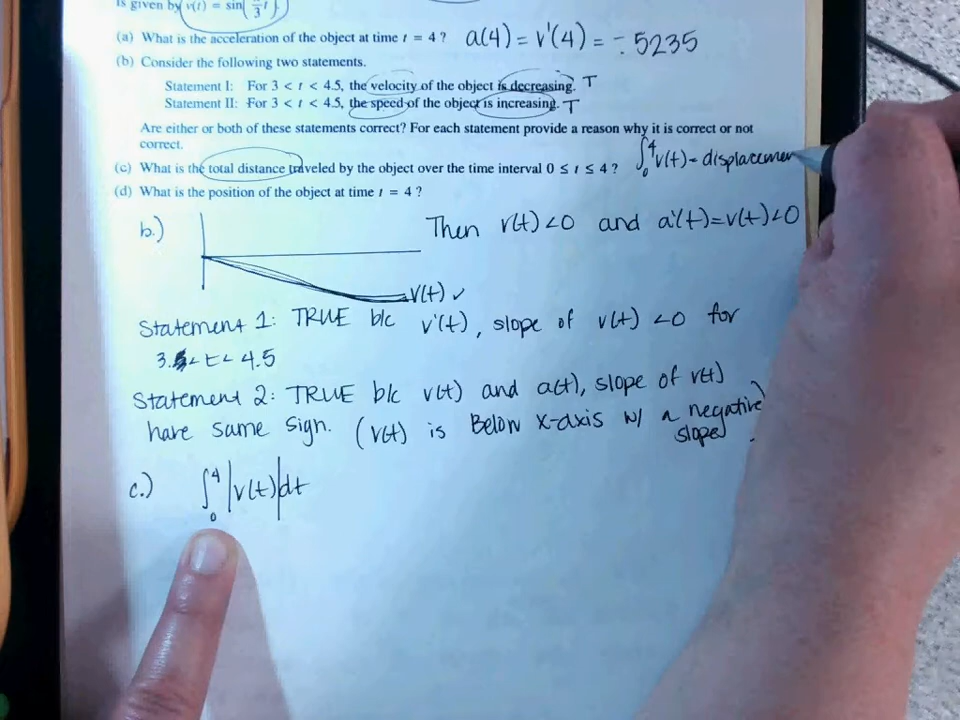 is given by v(t) = sin(π/3 t).
(a) What is the acceleration of the object at time t = 4 ? a(4) = v'(4) = -.5235
(b) Consider the following two statements.
Statement I: For 3 < t < 4.5, the velocity of the object is decreasing. T
Statement II: For 3 < t < 4.5, the speed of the object is increasing. T
Are either or both of these statements correct? For each statement provide a reason why it is correct or not
correct.
(c) What is the total distance traveled by the object over the time interval 0 ≤ t ≤ 4 ? ∫₀⁴ v(t) = displacemen
(d) What is the position of the object at time t = 4 ?
b.) Then v(t) <0 and a'(t)=v(t)<0
v(t) ✓
Statement 1: TRUE b/c v'(t), slope of v(t) <0 for
3 < t < 4.5
Statement 2: TRUE b/c v(t) and a(t), slope of v(t)
have same sign. (v(t) is Below x-axis w/ a negative
slope)
c.) ∫₀⁴ |v(t)|dt